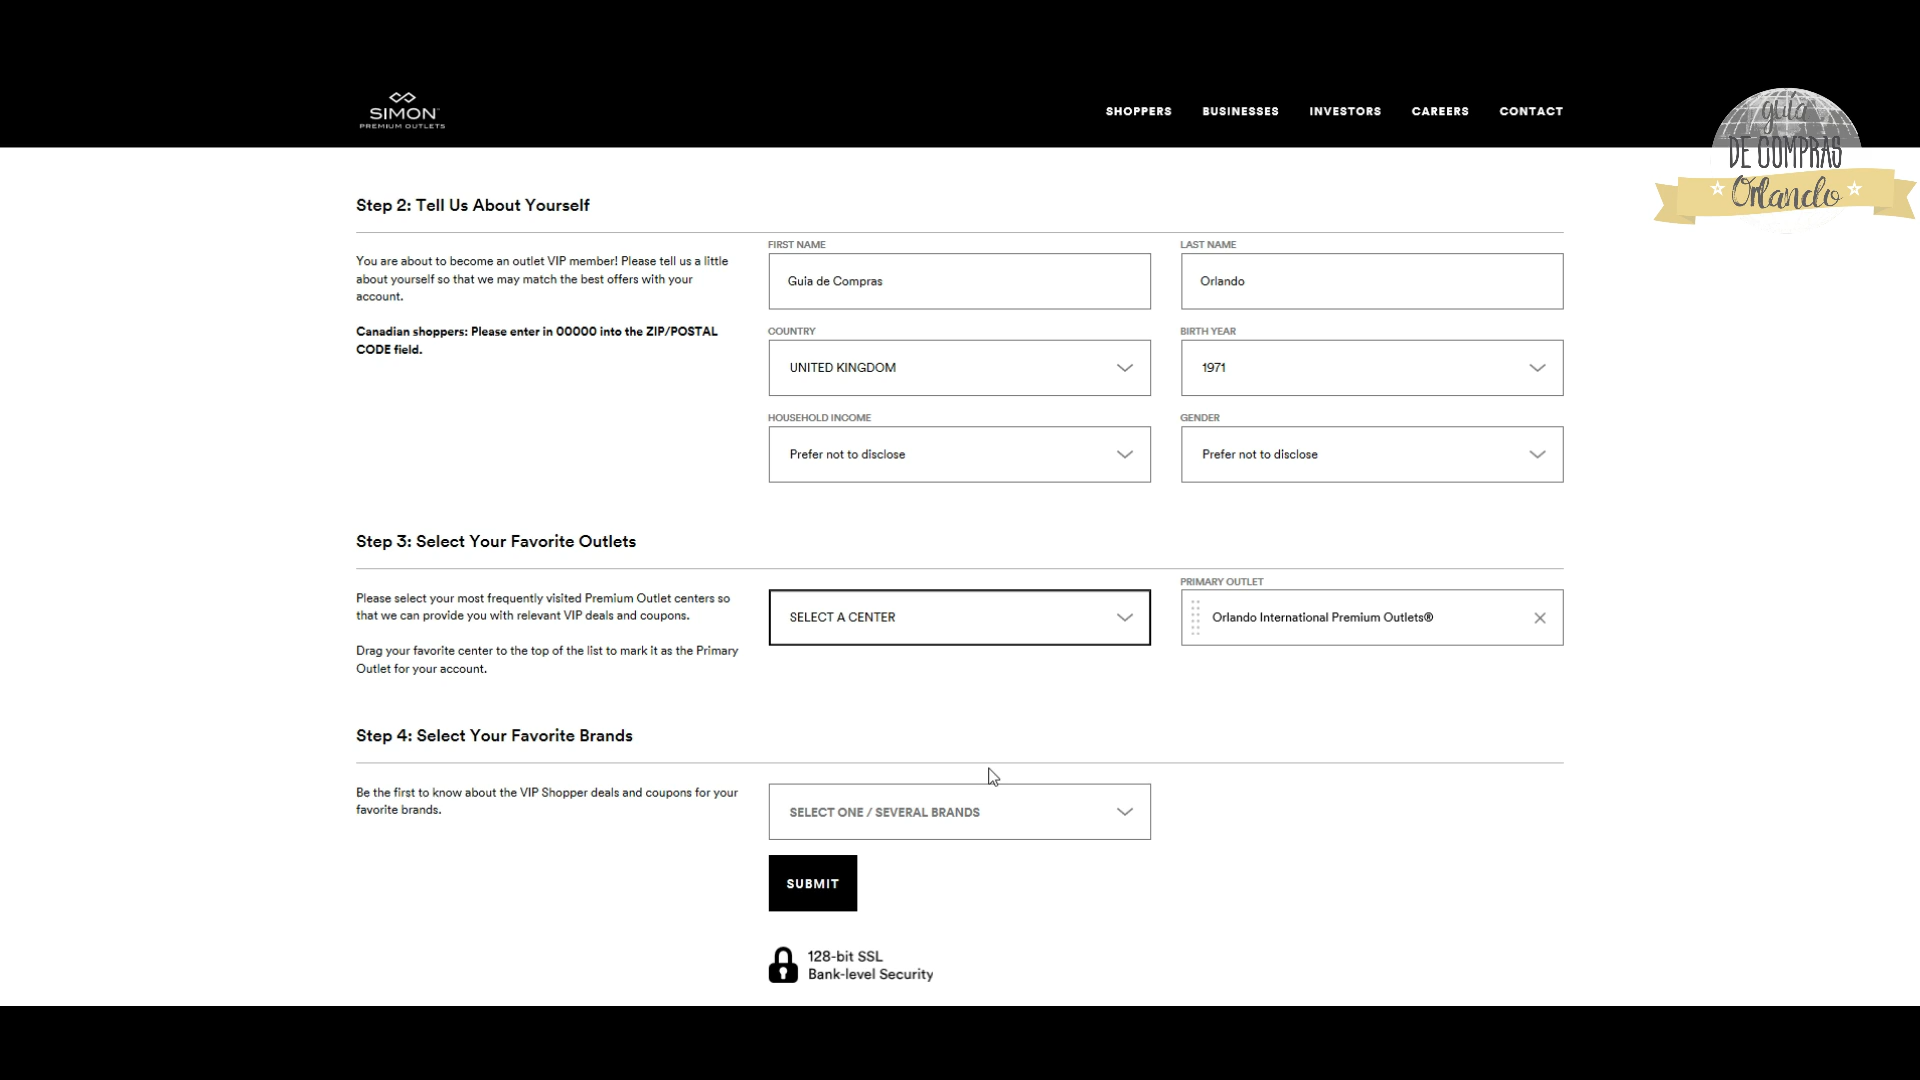 SIMON™
PREMIUM OUTLETS
SHOPPERS
BUSINESSES
INVESTORS
CAREERS
CONTACT
guía
DE COMPRAS
Orlando
Step 2: Tell Us About Yourself
You are about to become an outlet VIP member! Please tell us a little
about yourself so that we may match the best offers with your
account.
Canadian shoppers: Please enter in 00000 into the ZIP/POSTAL
CODE field.
FIRST NAME
Guia de Compras
LAST NAME
Orlando
COUNTRY
UNITED KINGDOM
BIRTH YEAR
1971
HOUSEHOLD INCOME
Prefer not to disclose
GENDER
Prefer not to disclose
Step 3: Select Your Favorite Outlets
Please select your most frequently visited Premium Outlet centers so
that we can provide you with relevant VIP deals and coupons.
Drag your favorite center to the top of the list to mark it as the Primary
Outlet for your account.
SELECT A CENTER
PRIMARY OUTLET
Orlando International Premium Outlets®
Step 4: Select Your Favorite Brands
Be the first to know about the VIP Shopper deals and coupons for your
favorite brands.
SELECT ONE / SEVERAL BRANDS
SUBMIT
128-bit SSL
Bank-level Security